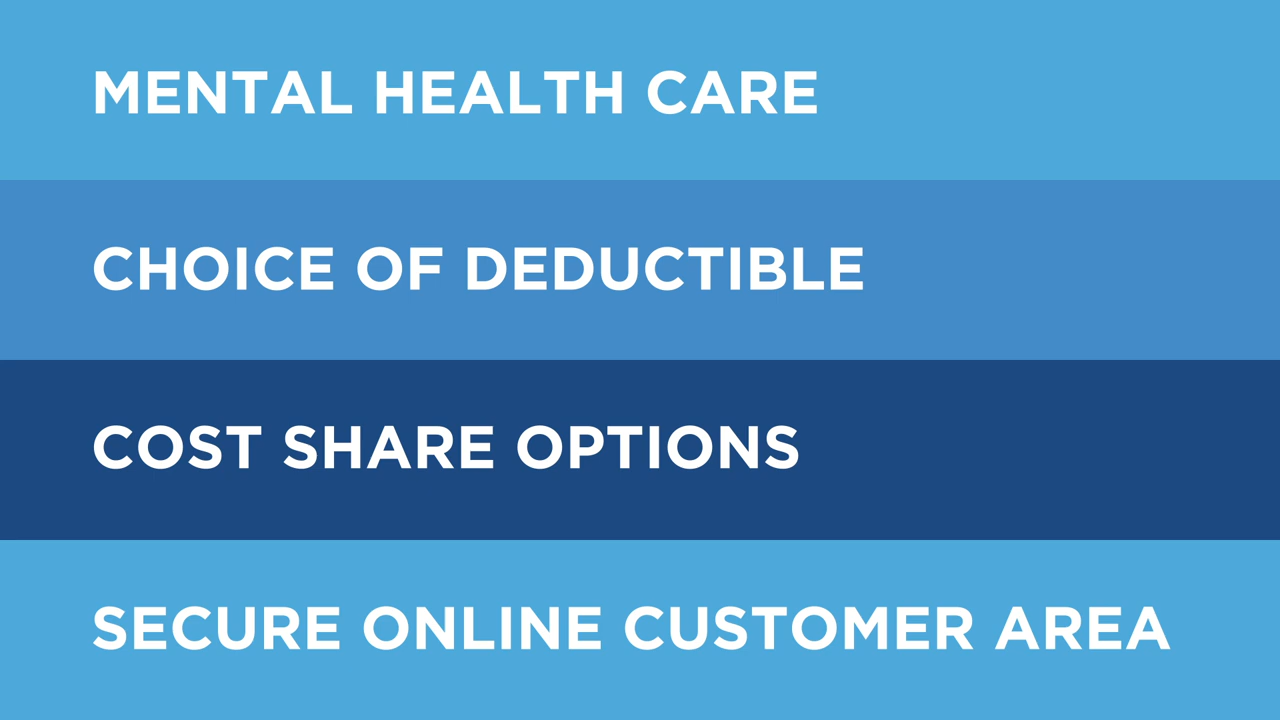 MENTAL HEALTH CARE
CHOICE OF DEDUCTIBLE
COST SHARE OPTIONS
SECURE ONLINE CUSTOMER AREA